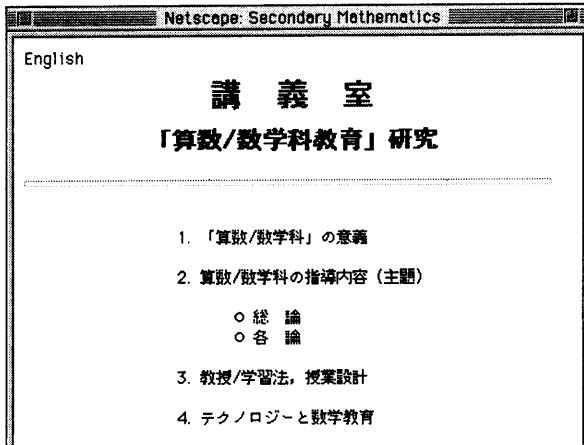 Netscape: Secondary Mathematics
English
講 義 室
「算数/数学科教育」研究
1. 「算数/数学科」の意義
2. 算数/数学科の指導内容（主題）
○ 総 論
○ 各 論
3. 教授/学習法，授業設計
4. テクノロジーと数学教育